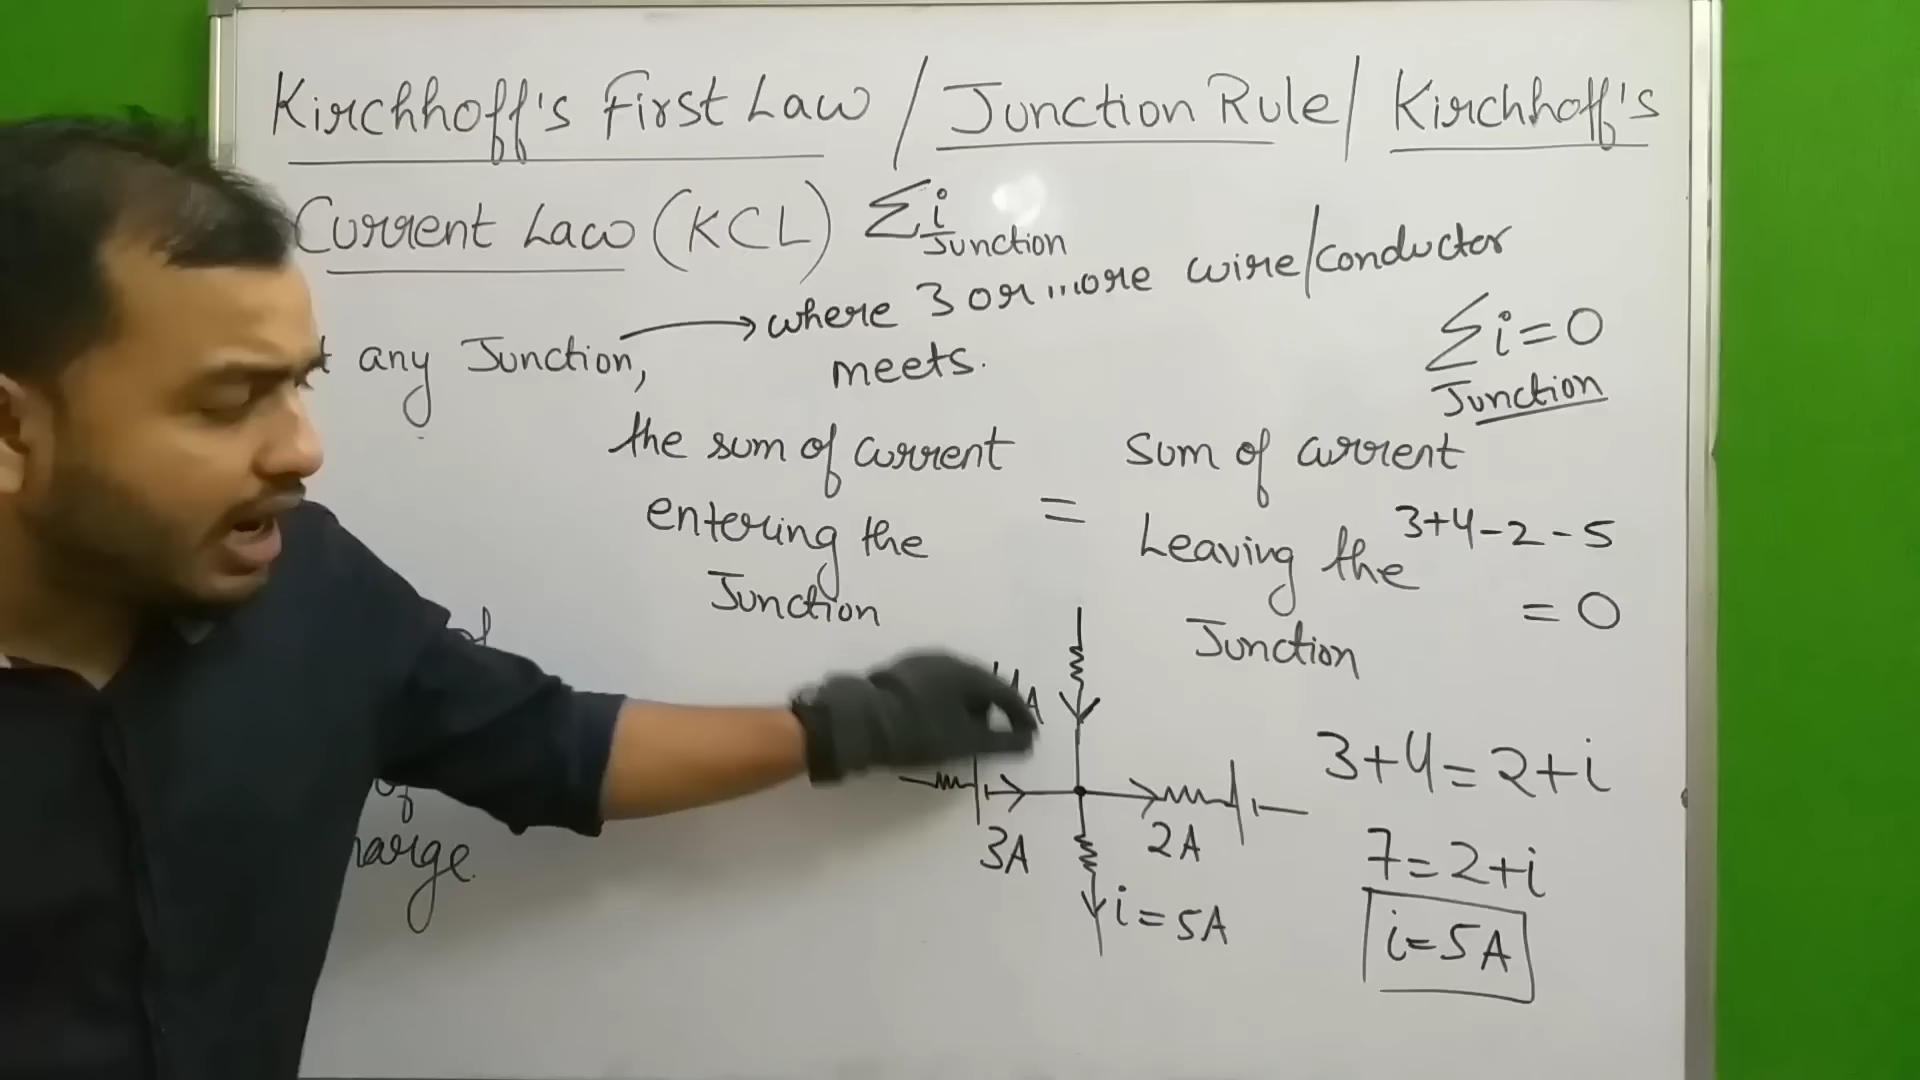 Kirchhoff's First Law / Junction Rule / Kirchhoff's
Current Law (KCL) Σi
Junction
any Junction, → where 3 or more wire/conductor
meets.
Σi=0
Junction
the sum of current = sum of current
entering the Leaving the
Junction Junction
3+4-2-5
=0
of
4A
3A
2A
i=5A
of
harge
3+4=2+i
7=2+i
i=5A